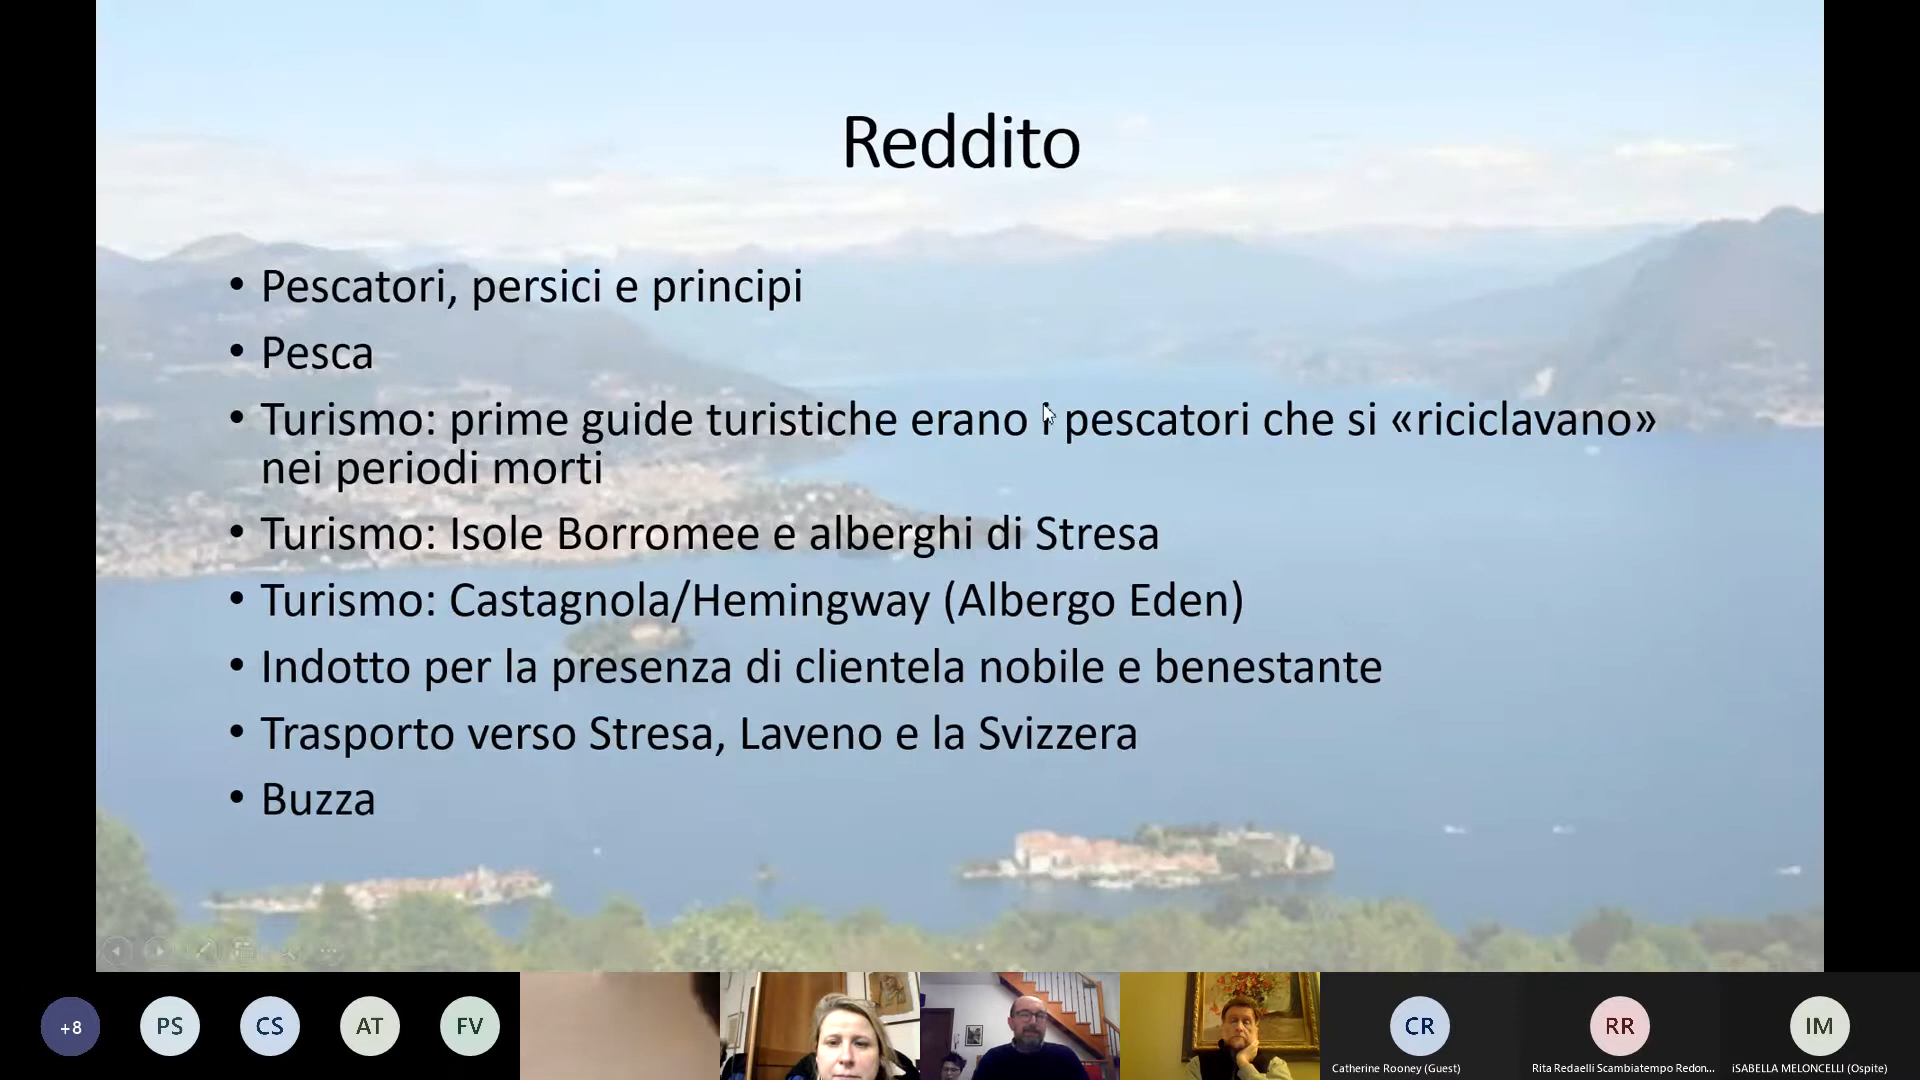 Reddito
• Pescatori, persici e principi
• Pesca
• Turismo: prime guide turistiche erano i pescatori che si «riciclavano»
nei periodi morti
• Turismo: Isole Borromee e alberghi di Stresa
• Turismo: Castagnola/Hemingway (Albergo Eden)
• Indotto per la presenza di clientela nobile e benestante
• Trasporto verso Stresa, Laveno e la Svizzera
• Buzza
+8 PS CS AT FV CR RR IM
Catherine Rooney (Guest) Rita Redaelli Scambiatempo Redon... iSABELLA MELONCELLI (Ospite)